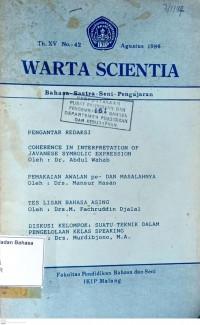 Th. XV No.-42 Agustus 1986
WARTA SCIENTIA
Bahasa-Sastra-Seni-Pengajaran
PENGANTAR REDAKSI
COHERENCE IN INTERPRETATION OF
JAVANESE SYMBOLIC EXPRESSION
Oleh : Dr. Abdul Wahab
PEMAKAIAN AWALAN pe- DAN MASALAHNYA
Oleh : Drs. Mansur Hasan
TES LISAN BAHASA ASING
Oleh : Drs.M. Fachruddin Djalal
DISKUSI KELOMPOK: SUATU TEKNIK DALAM
PENGELOLAAN KELAS SPEAKING
Oleh : Drs. Murdibjono, M.A.
adan Bahasa
Fakultas Pendidikan Bahasa dan Seni
IKIP Malang